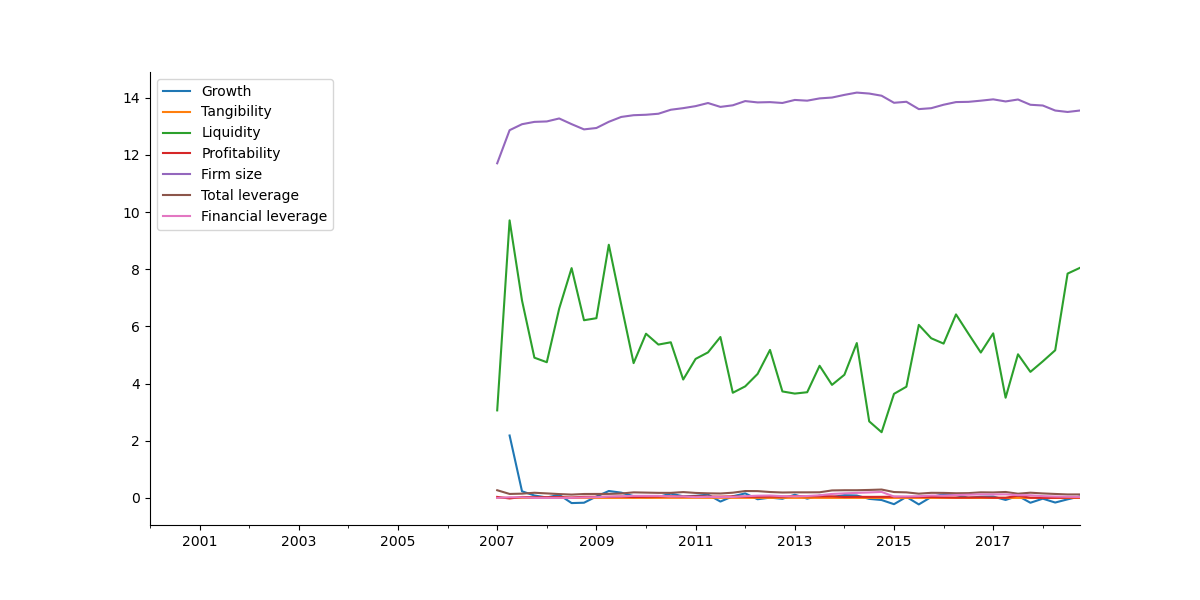 14
12
10
8
6
4
2
0
Growth
Tangibility
Liquidity
Profitability
Firm size
Total leverage
Financial leverage
2001 2003 2005 2007 2009 2011 2013 2015 2017